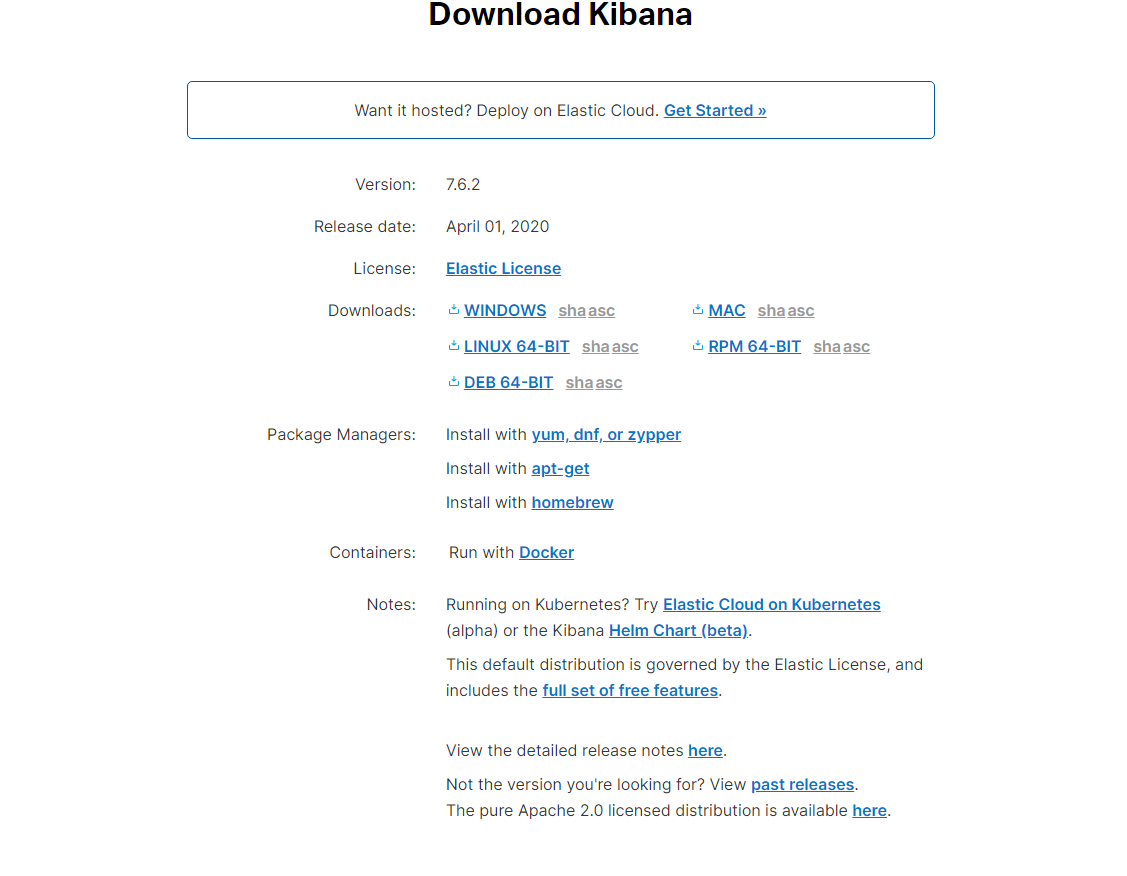 Download Kibana
Want it hosted? Deploy on Elastic Cloud. Get Started »
Version: 7.6.2
Release date: April 01, 2020
License: Elastic License
Downloads: WINDOWS sha asc MAC sha asc
LINUX 64-BIT sha asc RPM 64-BIT sha asc
DEB 64-BIT sha asc
Package Managers: Install with yum, dnf, or zypper
Install with apt-get
Install with homebrew
Containers: Run with Docker
Notes: Running on Kubernetes? Try Elastic Cloud on Kubernetes
(alpha) or the Kibana Helm Chart (beta).
This default distribution is governed by the Elastic License, and
includes the full set of free features.
View the detailed release notes here.
Not the version you're looking for? View past releases.
The pure Apache 2.0 licensed distribution is available here.